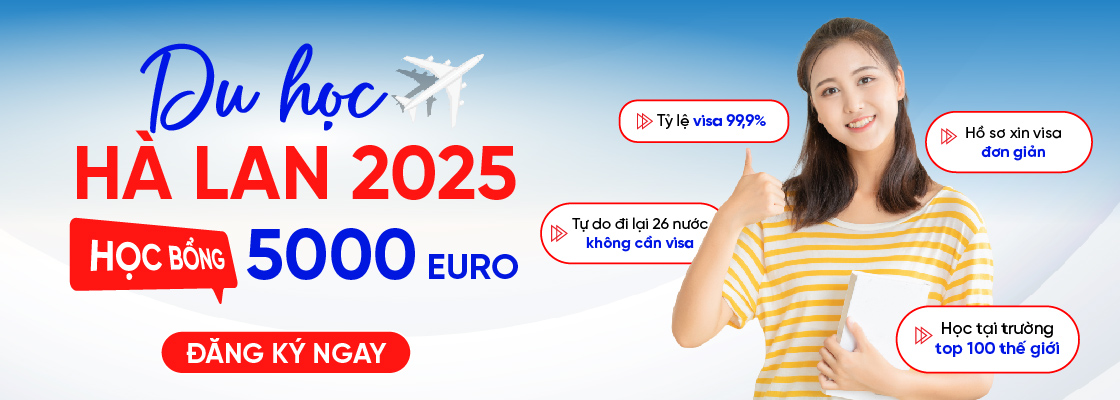 Du học
HÀ LAN 2025
HỌC BỔNG 5000 EURO
ĐĂNG KÝ NGAY
Tỷ lệ visa 99,9%
Tự do đi lại 26 nước
không cần visa
Hồ sơ xin visa
đơn giản
Học tại trường
top 100 thế giới